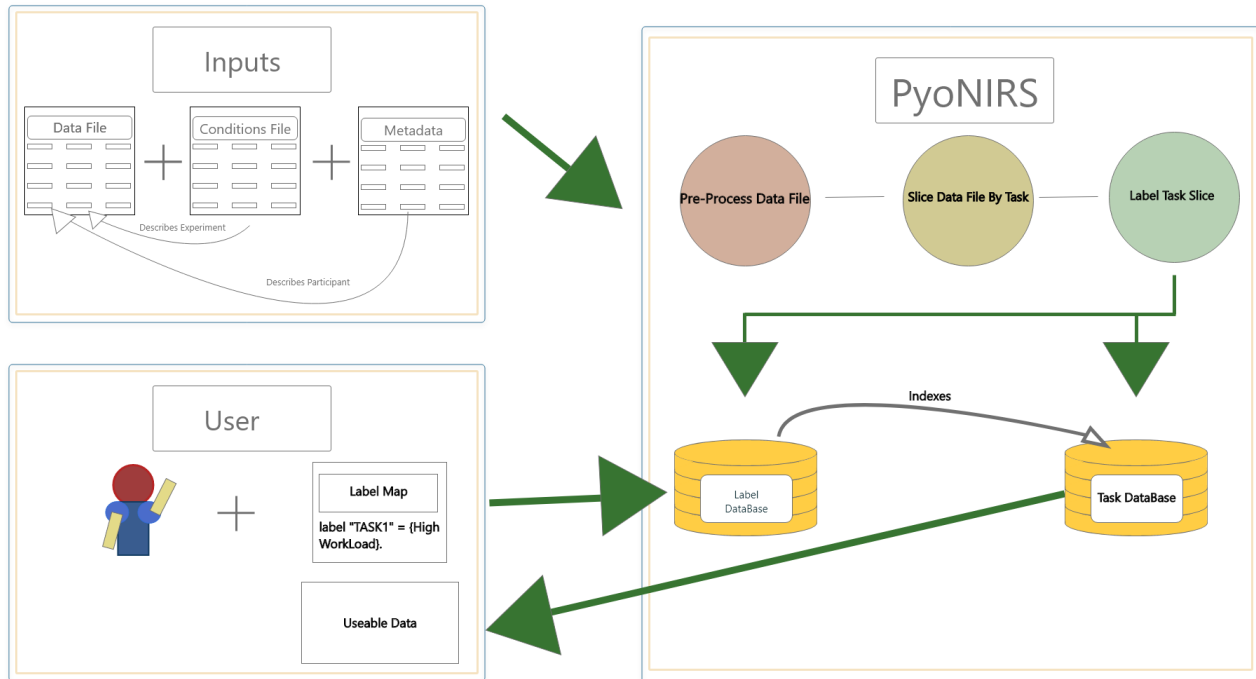 Inputs
Data File
Conditions File
Metadata
Describes Experiment
Describes Participant
User
Label Map
label "TASK1" = {High
WorkLoad}.
Useable Data
PyoNIRS
Pre-Process Data File
Slice Data File By Task
Label Task Slice
Indexes
Label
DataBase
Task DataBase